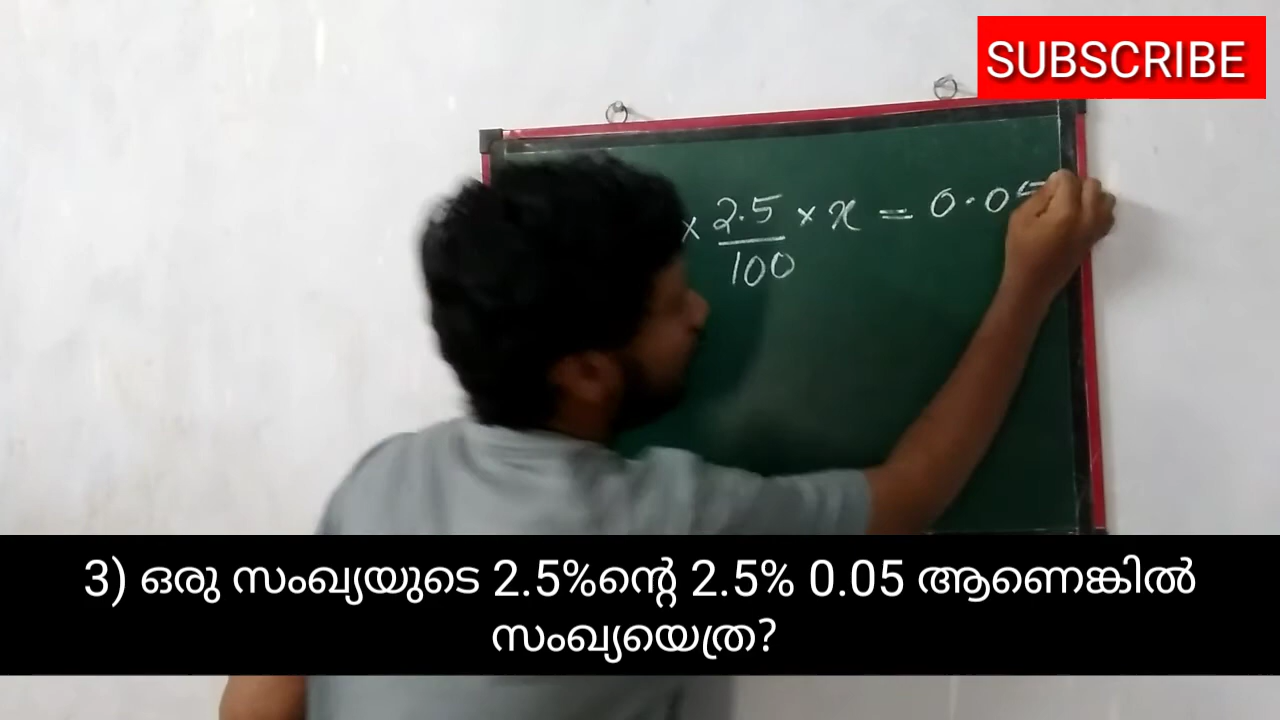 SUBSCRIBE
× 2.5/100 × x = 0.05
3) ഒരു സംഖ്യയുടെ 2.5%ന്റെ 2.5% 0.05 ആണെങ്കിൽ
സംഖ്യയെത്ര?